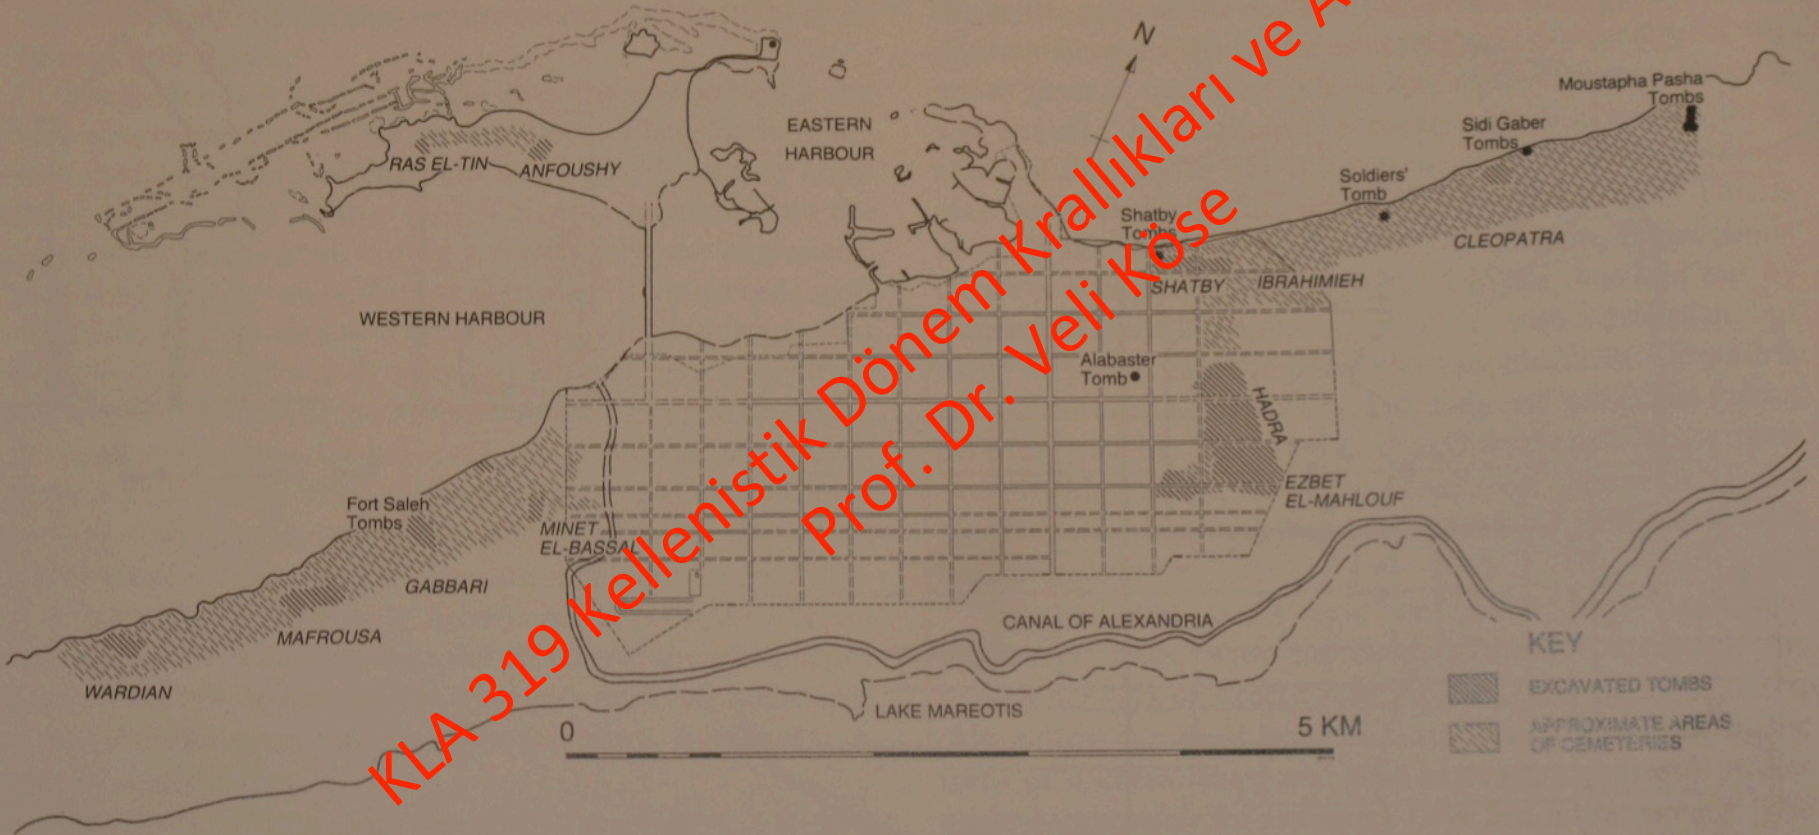 N
EASTERN
HARBOUR
RAS EL-TIN
ANFOUSHY
Moustapha Pasha
Tombs
Sidi Gaber
Tombs
Soldiers'
Tomb
Shatby
Tombs
CLEOPATRA
SHATBY
IBRAHIMIEH
WESTERN HARBOUR
Alabaster
Tomb
HADRA
EZBET
EL-MAHLOUF
Fort Saleh
Tombs
MINET
EL-BASSAL
GABBARI
MAFROUSA
WARDIAN
CANAL OF ALEXANDRIA
LAKE MAREOTIS
0
5 KM
KEY
EXCAVATED TOMBS
APPROXIMATE AREAS
OF CEMETERIES
KLA 319 Kellenistik Dönem Krallıkları ve
Prof. Dr. Veli Köse